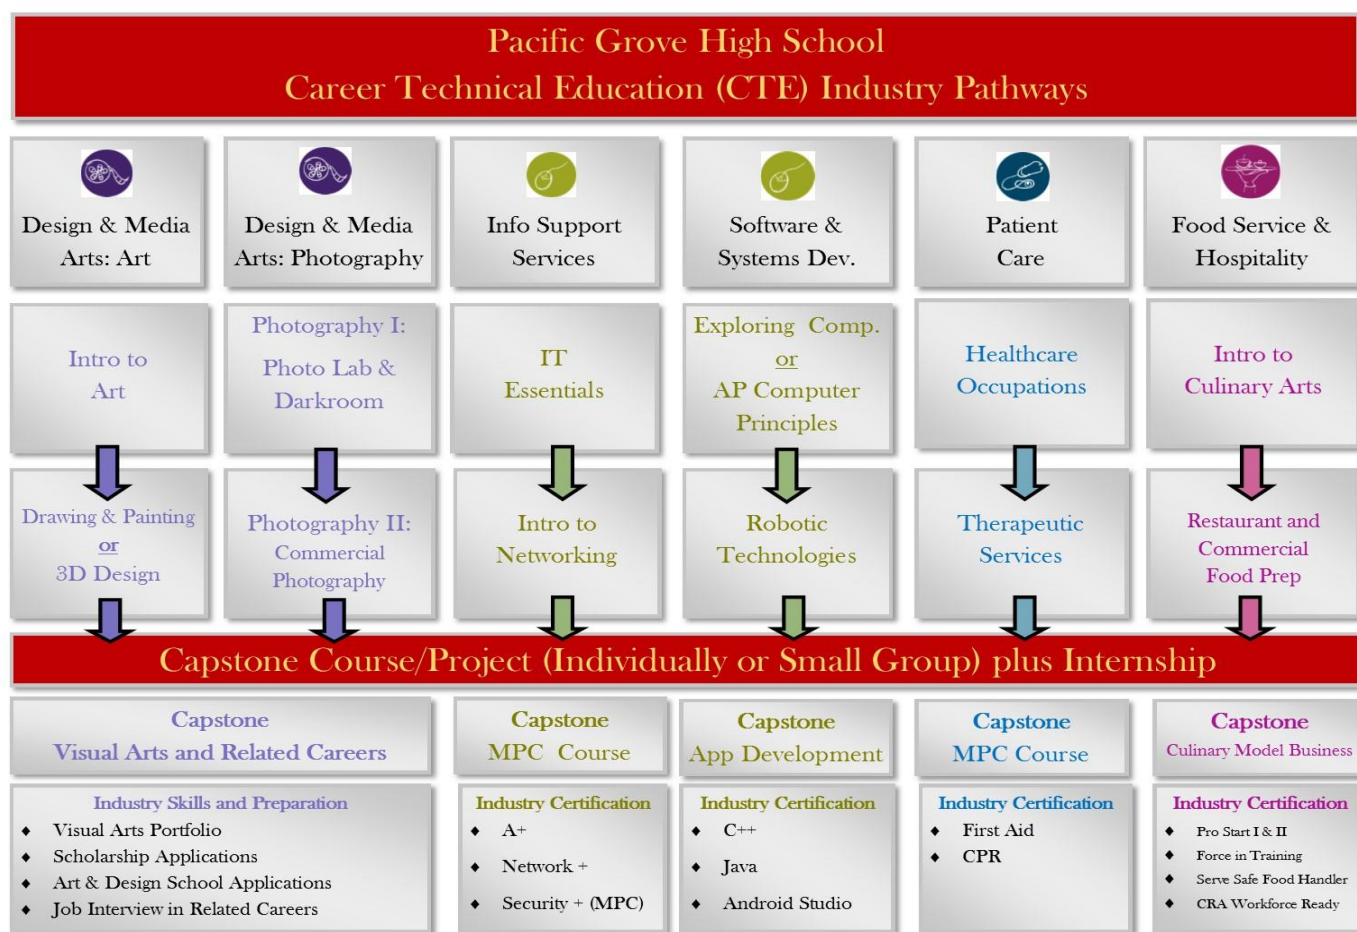 Pacific Grove High School
Career Technical Education (CTE) Industry Pathways
Design & Media
Arts: Art
Design & Media
Arts: Photography
Info Support
Services
Software &
Systems Dev.
Patient
Care
Food Service &
Hospitality
Intro to
Art
Photography I:
Photo Lab &
Darkroom
IT
Essentials
Exploring Comp.
or
AP Computer
Principles
Healthcare
Occupations
Intro to
Culinary Arts
Drawing & Painting
or
3D Design
Photography II:
Commercial
Photography
Intro to
Networking
Robotic
Technologies
Therapeutic
Services
Restaurant and
Commercial
Food Prep
Capstone Course/Project (Individually or Small Group) plus Internship
Capstone
Visual Arts and Related Careers
Capstone
MPC Course
Capstone
App Development
Capstone
MPC Course
Capstone
Culinary Model Business
Industry Skills and Preparation
♦ Visual Arts Portfolio
♦ Scholarship Applications
♦ Art & Design School Applications
♦ Job Interview in Related Careers
Industry Certification
♦ A+
♦ Network +
♦ Security + (MPC)
Industry Certification
♦ C++
♦ Java
♦ Android Studio
Industry Certification
♦ First Aid
♦ CPR
Industry Certification
♦ Pro Start I & II
♦ Force in Training
♦ Serve Safe Food Handler
♦ CRA Workforce Ready